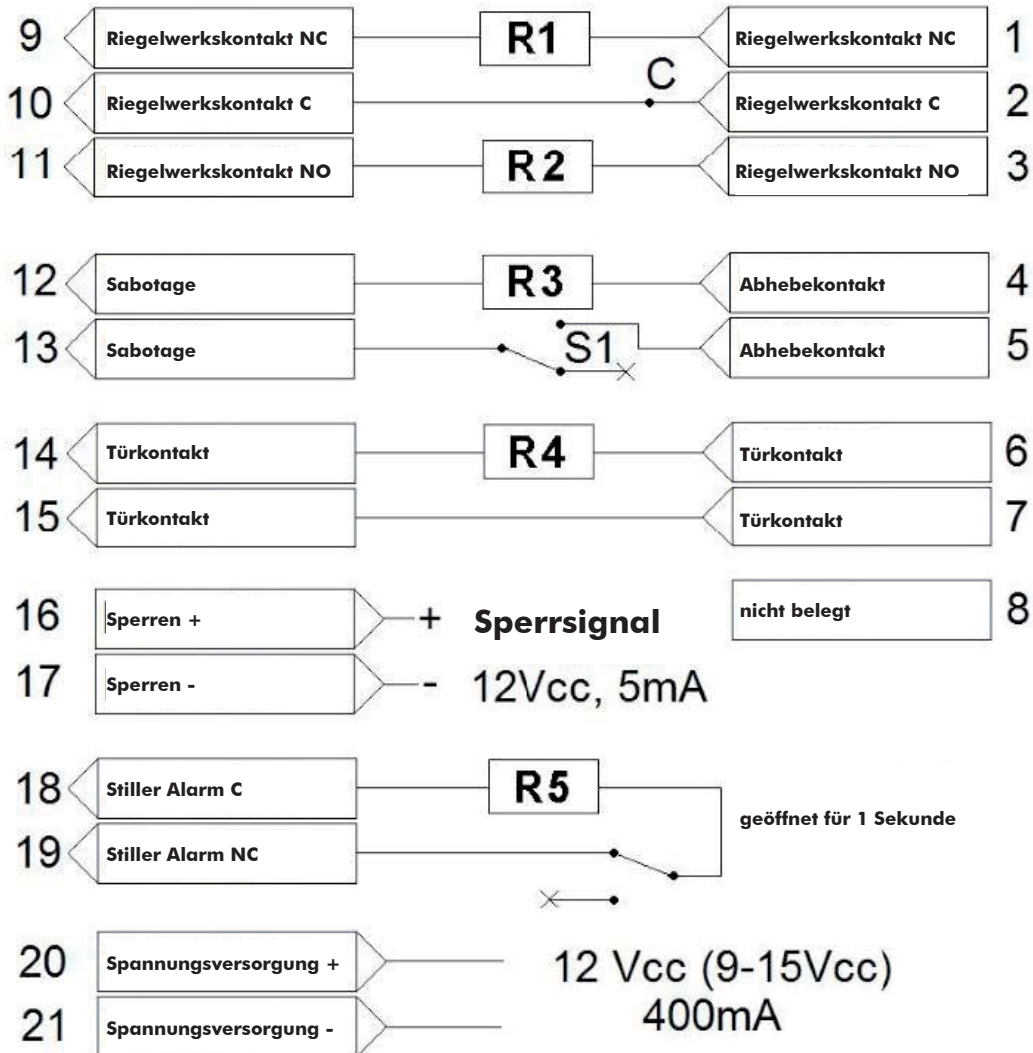 9 Riegelwerkskontakt NC R1 Riegelwerkskontakt NC 1
C
10 Riegelwerkskontakt C Riegelwerkskontakt C 2
11 Riegelwerkskontakt NO R2 Riegelwerkskontakt NO 3
12 Sabotage R3 Abhebekontakt 4
13 Sabotage S1 Abhebekontakt 5
14 Türkontakt R4 Türkontakt 6
15 Türkontakt Türkontakt 7
16 Sperren + + Sperrsignal nicht belegt 8
17 Sperren - - 12Vcc, 5mA
18 Stiller Alarm C R5
geöffnet für 1 Sekunde
19 Stiller Alarm NC
20 Spannungsversorgung + 12 Vcc (9-15Vcc)
21 Spannungsversorgung - 400mA